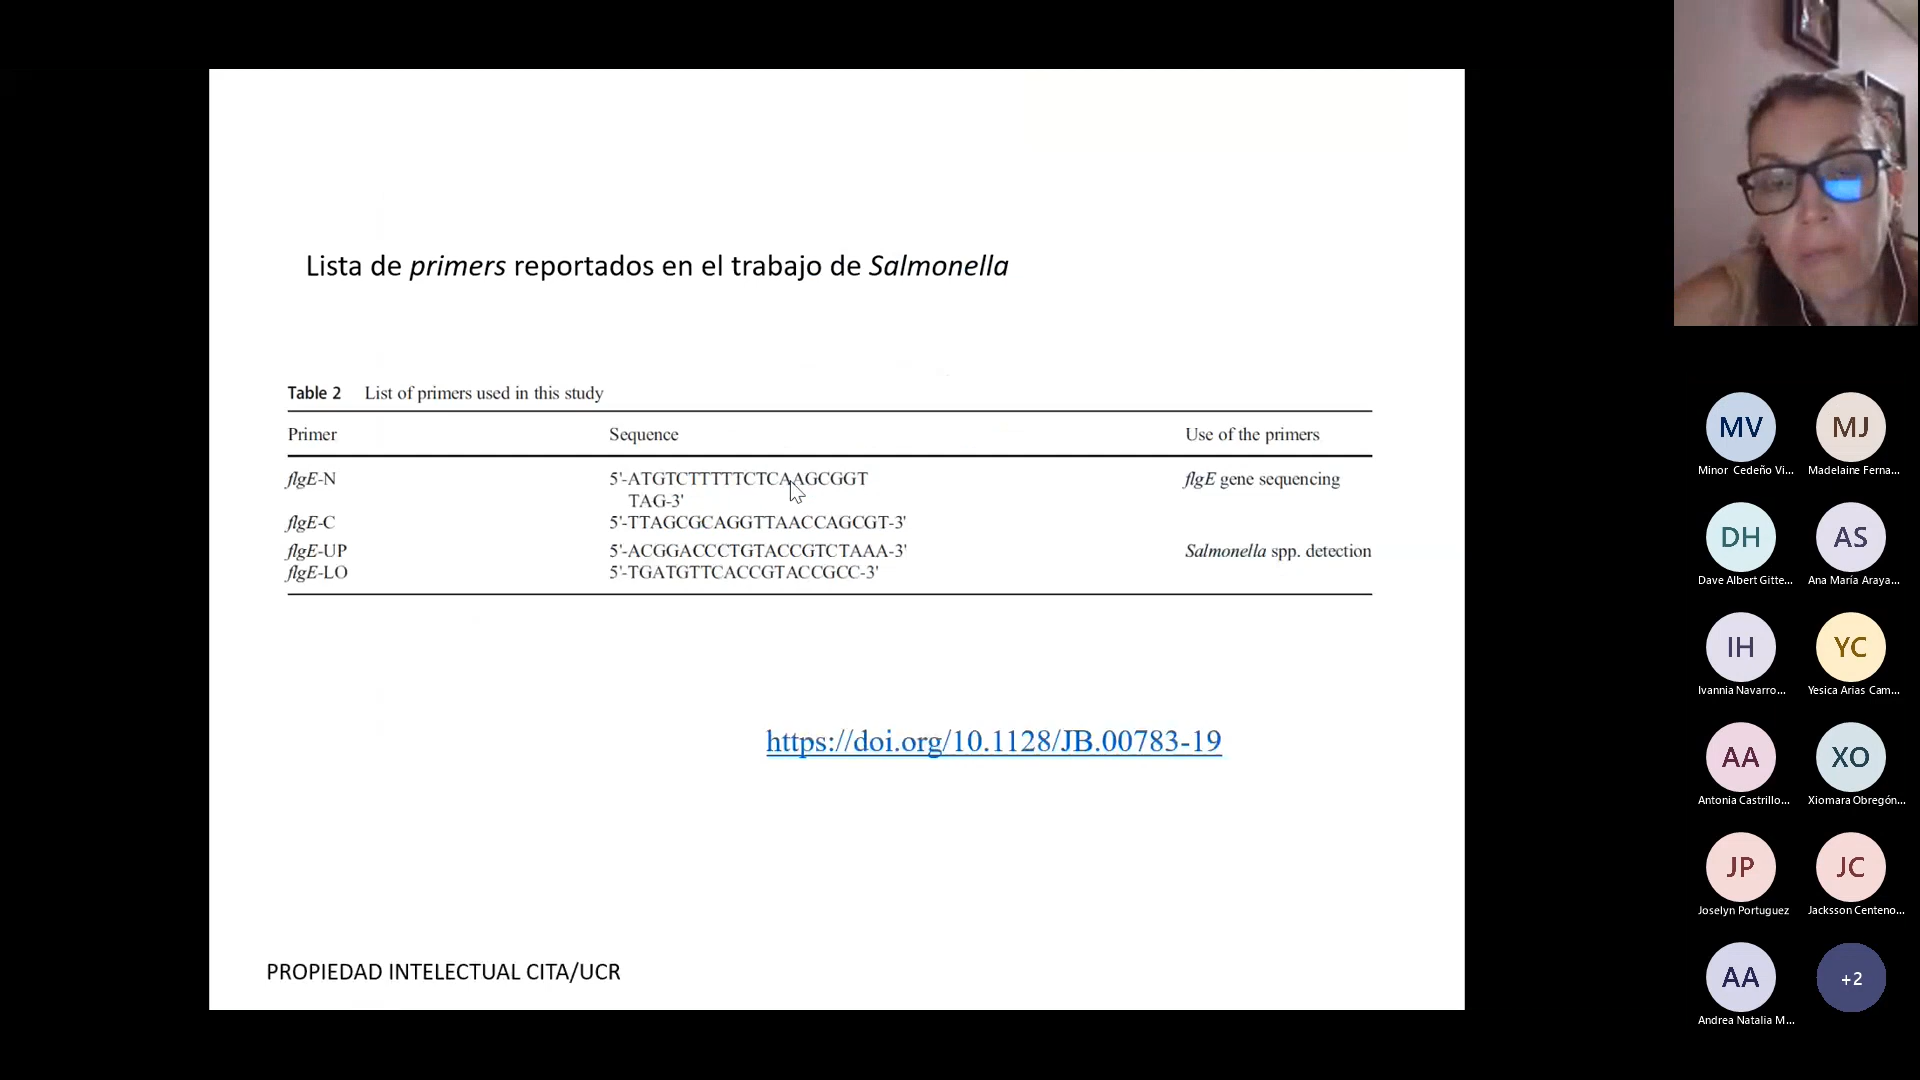 Lista de primers reportados en el trabajo de Salmonella
Table 2 List of primers used in this study
Primer Sequence Use of the primers
flgE-N 5'-ATGTCTTTTTCTCAAGCGGT flgE gene sequencing
TAG-3'
flgE-C 5'-TTAGCGCAGGTTAACCAGCGT-3'
flgE-UP 5'-ACGGACCCTGTACCGTCTAAA-3' Salmonella spp. detection
flgE-LO 5'-TGATGTTCACCGTACCGCC-3'
https://doi.org/10.1128/JB.00783-19
PROPIEDAD INTELECTUAL CITA/UCR
MV MJ
Minor Cedeño Vi... Madelaine Ferna...
DH AS
Dave Albert Gitte... Ana María Araya...
IH YC
Ivannia Navarro... Yesica Arias Cam...
AA XO
Antonia Castrillo... Xiomara Obregón...
JP JC
Joselyn Portuguez Jacksson Centeno...
AA +2
Andrea Natalia M...